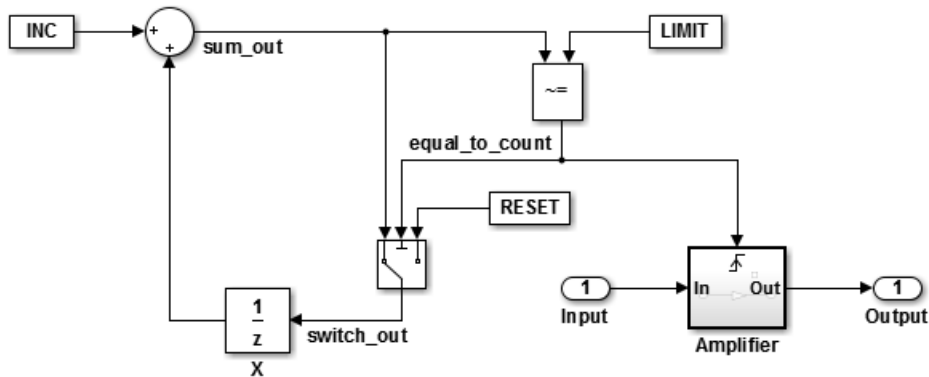 INC
+
+
sum_out
LIMIT
~=
equal_to_count
RESET
1
z
X
switch_out
1
Input
In
Out
Amplifier
1
Output